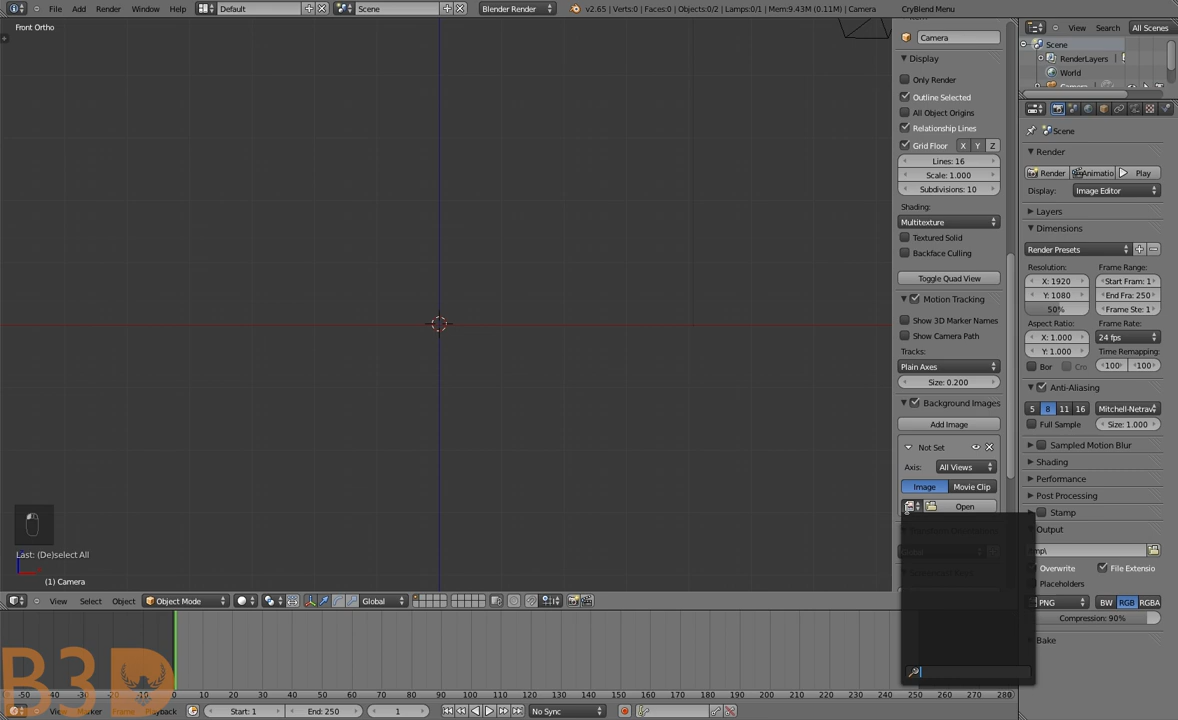 File Add Render Window Help Default Scene Blender Render v2.65 | Verts:0 | Faces:0 | Objects:0/2 | Lamps:0/1 | Mem:9.43M (0.11M) | Camera CryBlend Menu
Front Ortho
View Search All Scenes
Camera
Scene
Display
RenderLayers
World
Only Render
Outline Selected
All Object Origins
Relationship Lines
Scene
Grid Floor X Y Z
Render
Lines: 16
Scale: 1.000
Render Animatio Play
Subdivisions: 10
Display: Image Editor
Shading:
Layers
Multitexture
Dimensions
Textured Solid
Backface Culling
Render Presets
Resolution: Frame Range:
Toggle Quad View
X: 1920 Start Fram: 1
Y: 1080 End Fra: 250
Motion Tracking
50% Frame Ste: 1
Show 3D Marker Names
Aspect Ratio: Frame Rate:
Show Camera Path
X: 1.000 24 fps
Tracks:
Y: 1.000 Time Remapping:
Plain Axes
Bor Cro 100 100
Size: 0.200
Anti-Aliasing
Background Images
5 8 11 16 Mitchell-Netrav
Add Image
Full Sample Size: 1.000
Not Set
Sampled Motion Blur
Axis: All Views
Shading
Image Movie Clip
Performance
Post Processing
Open
Stamp
Output
Last: (De)select All
Overwrite File Extensio
(1) Camera
Placeholders
View Select Object Object Mode Global
PNG BW RGB RGBA
Compression: 90%
Bake
B3D
-50 -40 -30 -20 -10 0 10 20 30 40 50 60 70 80 90 100 110 120 130 140 150 160 170 180 190 200 210 220 230 240 250 260 270 280
View Marker Frame Playback Start: 1 End: 250 1 No Sync